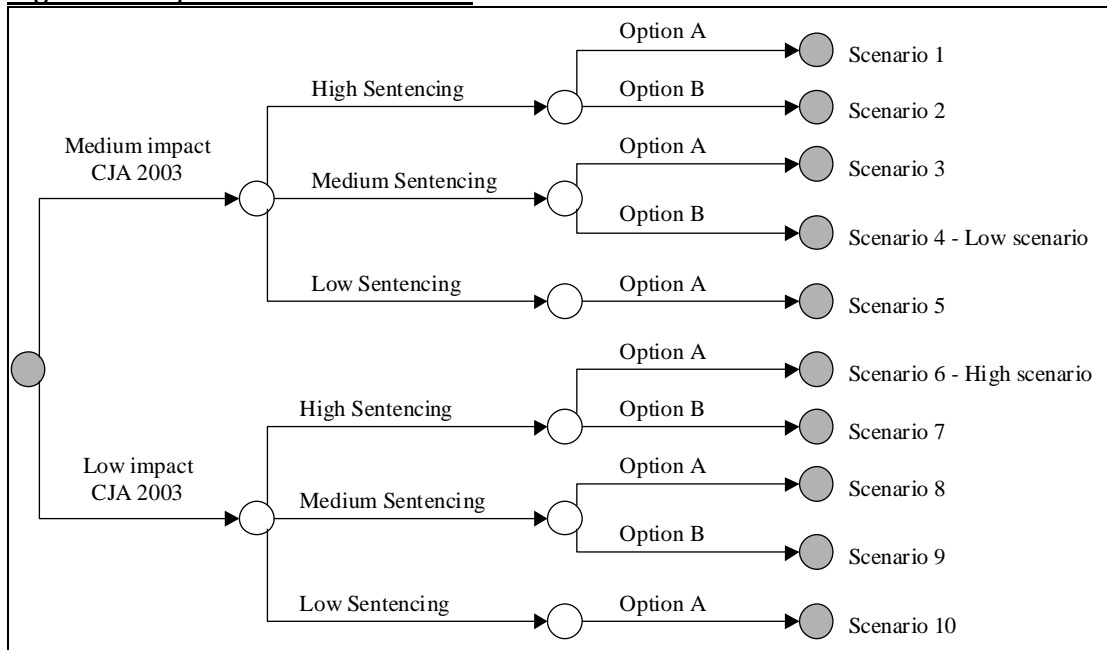 Option A
Scenario 1
High Sentencing
Option B
Scenario 2
Medium impact
CJA 2003
Option A
Scenario 3
Medium Sentencing
Option B
Scenario 4 - Low scenario
Low Sentencing
Option A
Scenario 5
Option A
Scenario 6 - High scenario
High Sentencing
Option B
Scenario 7
Low impact
CJA 2003
Option A
Scenario 8
Medium Sentencing
Option B
Scenario 9
Low Sentencing
Option A
Scenario 10